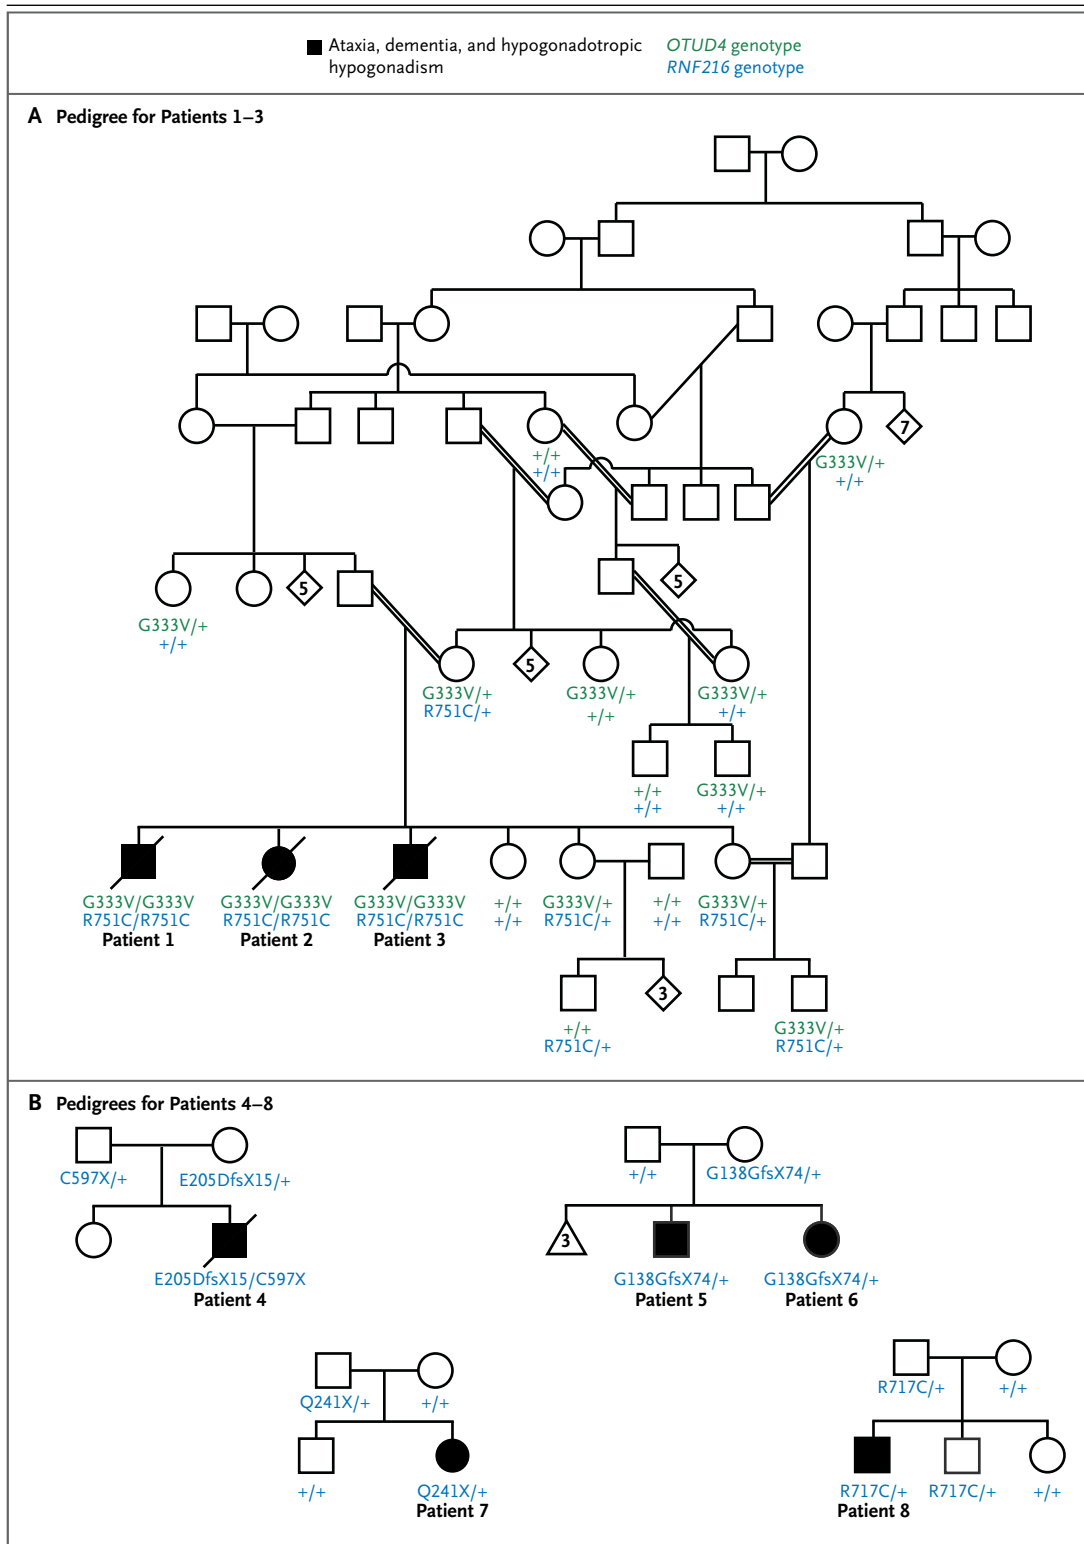 Ataxia, dementia, and hypogonadotropic hypogonadism
OTUD4 genotype
RNF216 genotype
A Pedigree for Patients 1–3
7
+/+
+/+
G333V/+
+/+
5
5
G333V/+
+/+
5
G333V/+
R751C/+
G333V/+
+/+
G333V/+
+/+
+/+
+/+
G333V/+
+/+
G333V/G333V
R751C/R751C
Patient 1
G333V/G333V
R751C/R751C
Patient 2
G333V/G333V
R751C/R751C
Patient 3
+/+
+/+
G333V/+
R751C/+
+/+
+/+
G333V/+
R751C/+
3
+/+
R751C/+
G333V/+
R751C/+
B Pedigrees for Patients 4–8
C597X/+
E205DfsX15/+
E205DfsX15/C597X
Patient 4
+/+
G138GfsX74/+
3
G138GfsX74/+
Patient 5
G138GfsX74/+
Patient 6
Q241X/+
+/+
+/+
Q241X/+
Patient 7
R717C/+
+/+
R717C/+
Patient 8
R717C/+
+/+